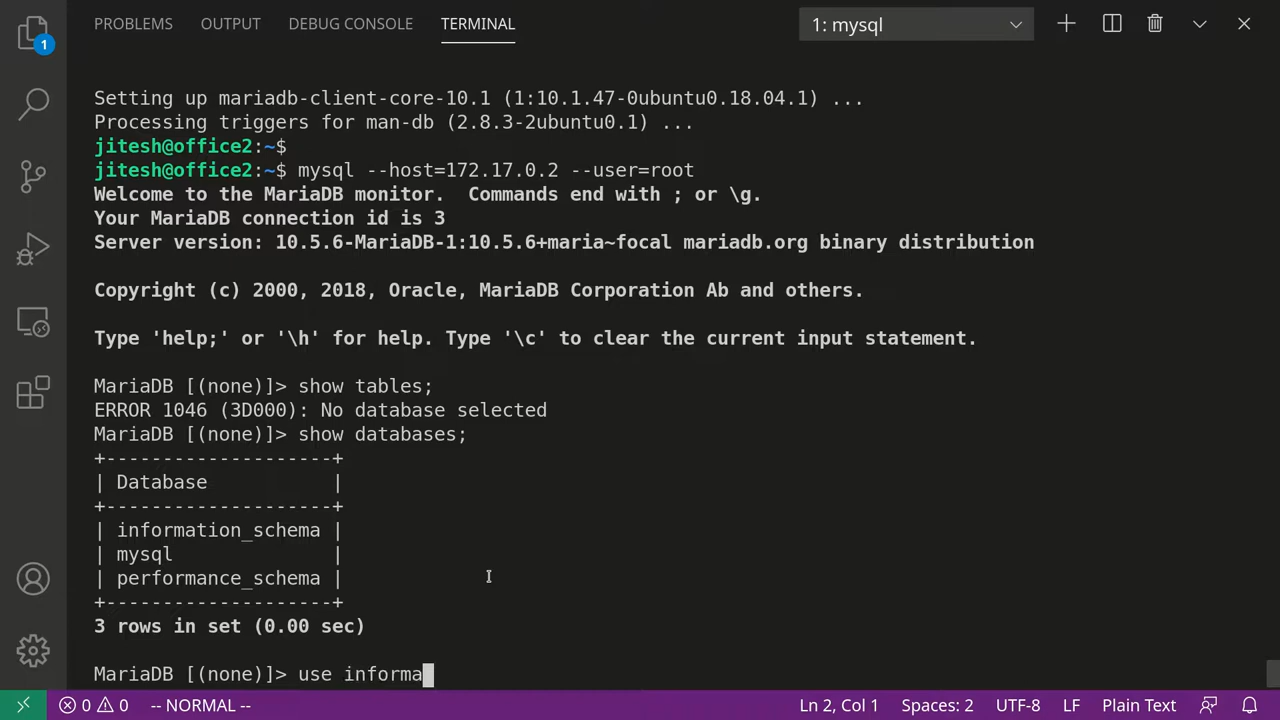 PROBLEMS OUTPUT DEBUG CONSOLE TERMINAL 1: mysql
1
Setting up mariadb-client-core-10.1 (1:10.1.47-0ubuntu0.18.04.1) ...
Processing triggers for man-db (2.8.3-2ubuntu0.1) ...
jitesh@office2:~$
jitesh@office2:~$ mysql --host=172.17.0.2 --user=root
Welcome to the MariaDB monitor.  Commands end with ; or \g.
Your MariaDB connection id is 3
Server version: 10.5.6-MariaDB-1:10.5.6+maria~focal mariadb.org binary distribution
Copyright (c) 2000, 2018, Oracle, MariaDB Corporation Ab and others.
Type 'help;' or '\h' for help. Type '\c' to clear the current input statement.
MariaDB [(none)]> show tables;
ERROR 1046 (3D000): No database selected
MariaDB [(none)]> show databases;
+--------------------+
| Database           |
+--------------------+
| information_schema |
| mysql              |
| performance_schema |
+--------------------+
3 rows in set (0.00 sec)
MariaDB [(none)]> use informa
0 0 -- NORMAL -- Ln 2, Col 1 Spaces: 2 UTF-8 LF Plain Text